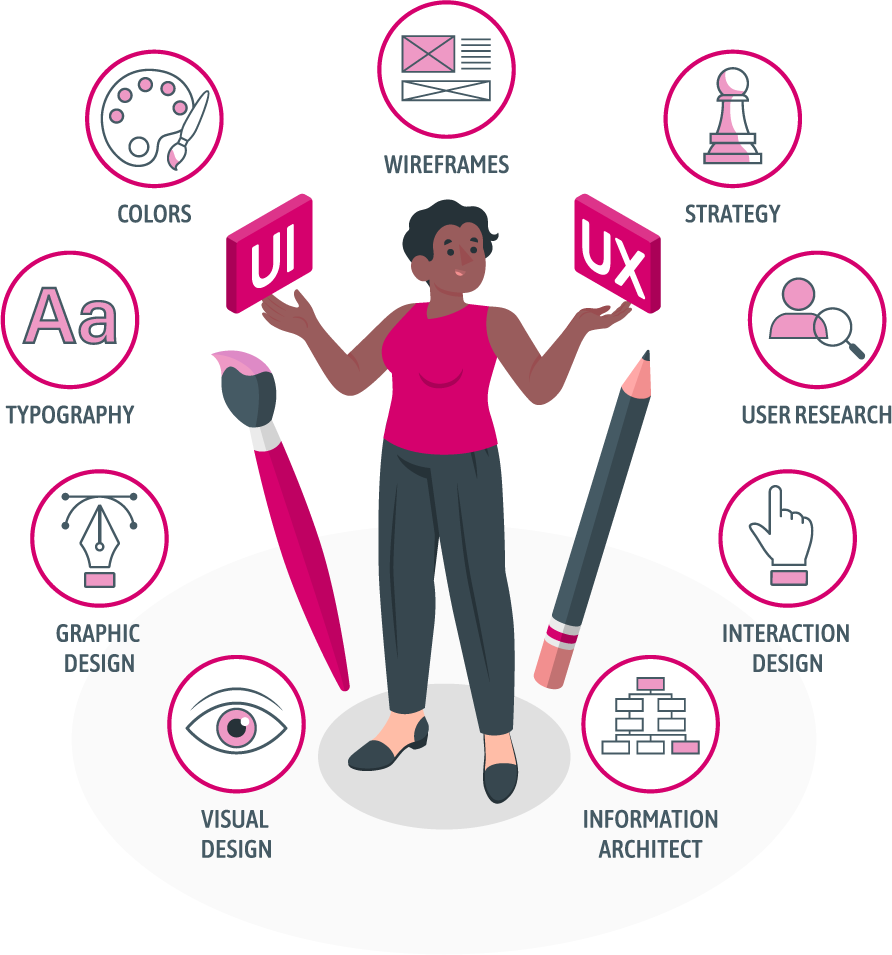 WIREFRAMES
COLORS
STRATEGY
UI
UX
Aa
TYPOGRAPHY
USER RESEARCH
GRAPHIC
DESIGN
INTERACTION
DESIGN
VISUAL
DESIGN
INFORMATION
ARCHITECT